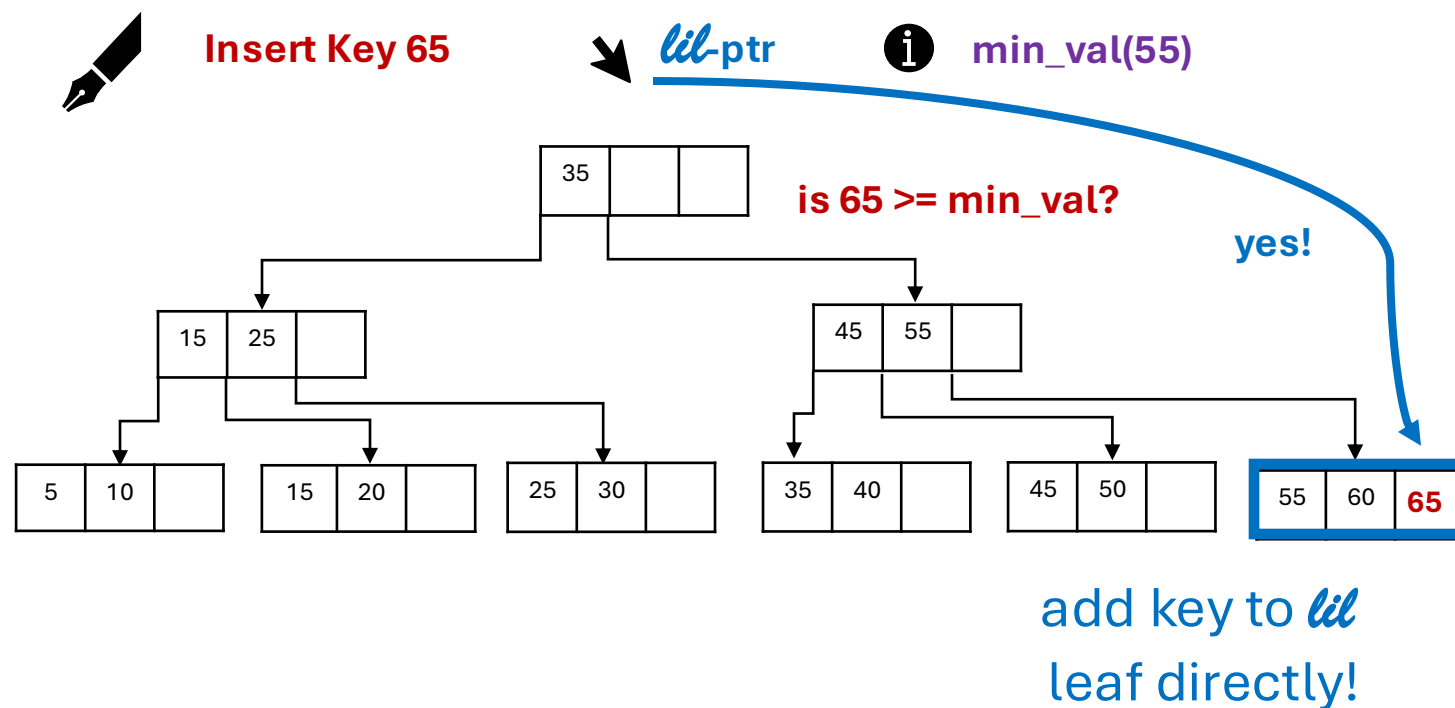 Insert Key 65
lil-ptr
min_val(55)
35
is 65 >= min_val?
yes!
15 25
45 55
5 10
15 20
25 30
35 40
45 50
55 60 65
add key to lil
leaf directly!